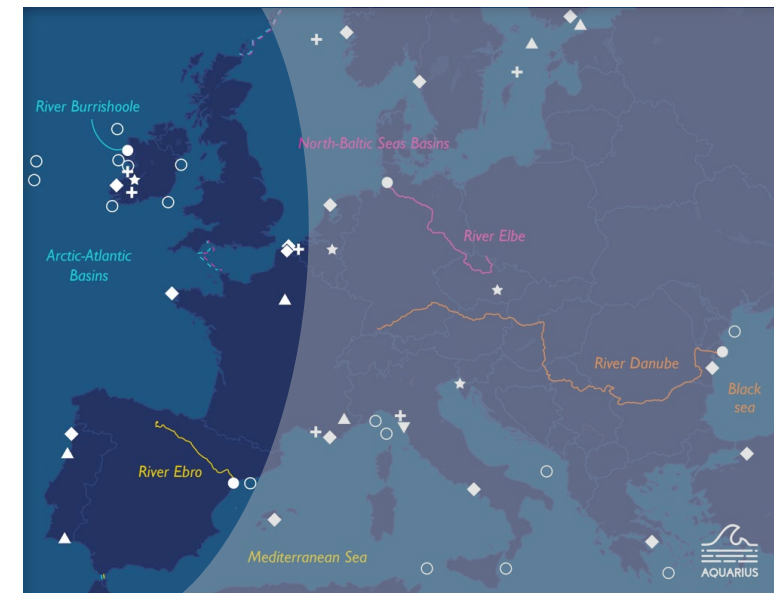 River Burrishoole
North-Baltic Seas Basins
River Elbe
Arctic-Atlantic
Basins
River Danube
Black
sea
River Ebro
Mediterranean Sea
AQUARIUS